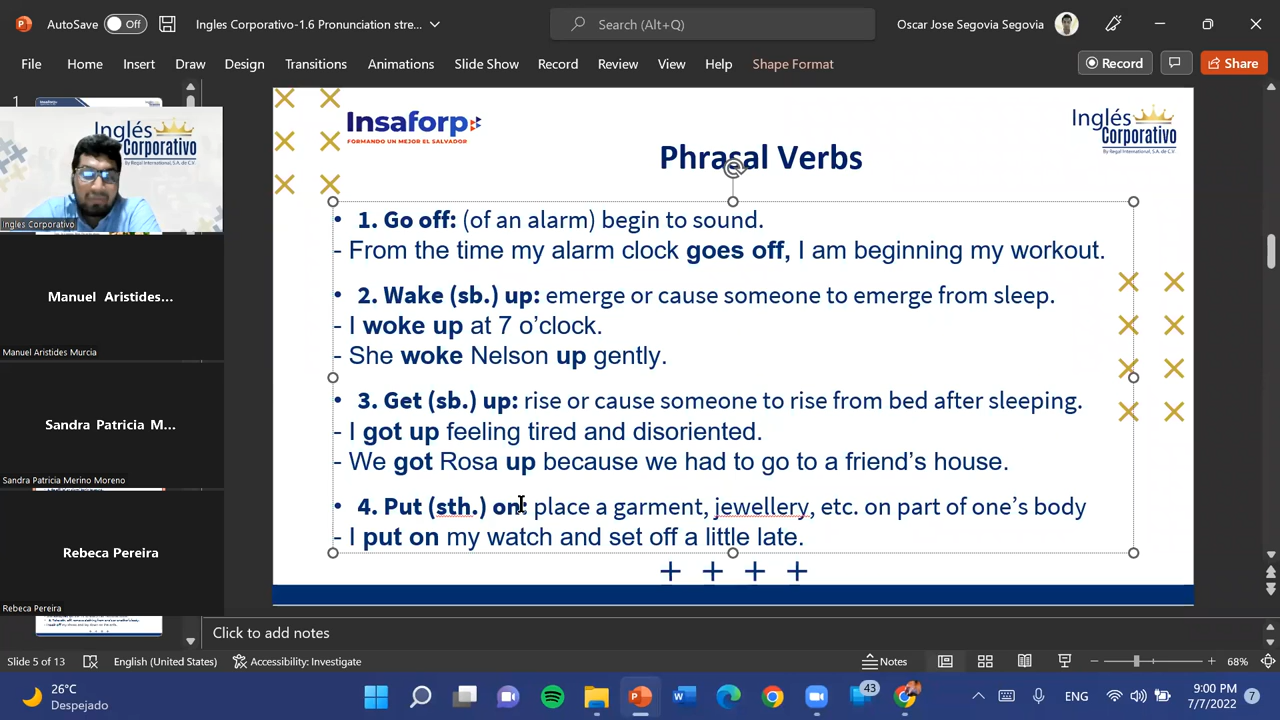 AutoSave Off Ingles Corporativo-1.6 Pronunciation stre... Search (Alt+Q) Oscar Jose Segovia Segovia
File Home Insert Draw Design Transitions Animations Slide Show Record Review View Help Shape Format Record Share
1
Inglés
Corporativo
Ingles Corporativo
Manuel Aristides...
Manuel Aristides Murcia
Sandra Patricia M...
Sandra Patricia Merino Moreno
Rebeca Pereira
Rebeca Pereira
Insaforp
FORMANDO UN MEJOR EL SALVADOR
Inglés
Corporativo
By Regal International, S.A. de C.V.
Phrasal Verbs
• 1. Go off: (of an alarm) begin to sound.
- From the time my alarm clock goes off, I am beginning my workout.
• 2. Wake (sb.) up: emerge or cause someone to emerge from sleep.
- I woke up at 7 o’clock.
- She woke Nelson up gently.
• 3. Get (sb.) up: rise or cause someone to rise from bed after sleeping.
- I got up feeling tired and disoriented.
- We got Rosa up because we had to go to a friend’s house.
• 4. Put (sth.) on: place a garment, jewellery, etc. on part of one’s body
- I put on my watch and set off a little late.
Click to add notes
Slide 5 of 13 English (United States) Accessibility: Investigate Notes 68%
26°C
Despejado
43
ENG
9:00 PM
7/7/2022
7